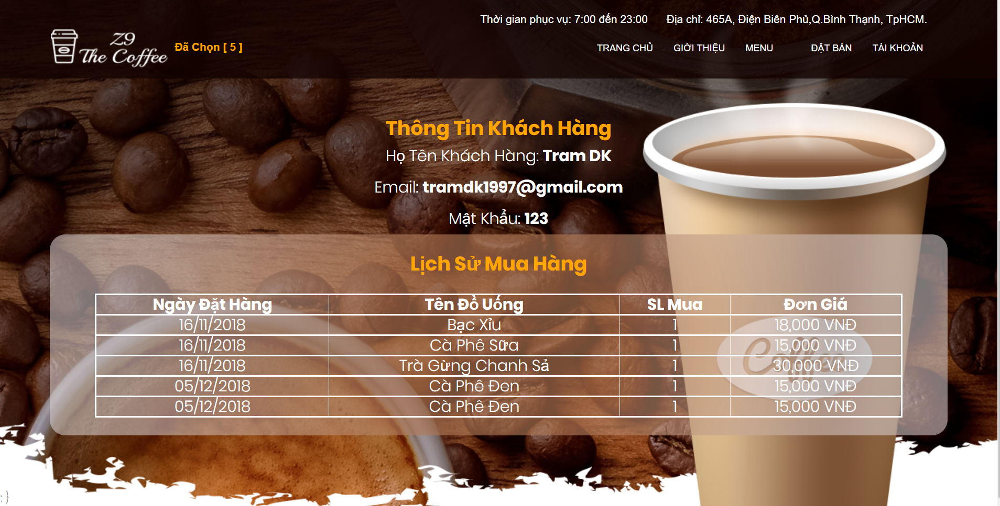 Thời gian phục vụ: 7:00 đến 23:00 Địa chỉ: 465A, Điện Biên Phủ,Q.Bình Thạnh, TpHCM.
Z9
The Coffee
Đã Chọn [ 5 ]
TRANG CHỦ GIỚI THIỆU MENU ĐẶT BÀN TÀI KHOẢN
Thông Tin Khách Hàng
Họ Tên Khách Hàng: Tram DK
Email: tramdk1997@gmail.com
Mật Khẩu: 123
Lịch Sử Mua Hàng
Ngày Đặt Hàng Tên Đồ Uống SL Mua Đơn Giá
16/11/2018 Bạc Xỉu 1 18,000 VNĐ
16/11/2018 Cà Phê Sữa 1 15,000 VNĐ
16/11/2018 Trà Gừng Chanh Sả 1 30,000 VNĐ
05/12/2018 Cà Phê Đen 1 15,000 VNĐ
05/12/2018 Cà Phê Đen 1 15,000 VNĐ
Coffee
; }